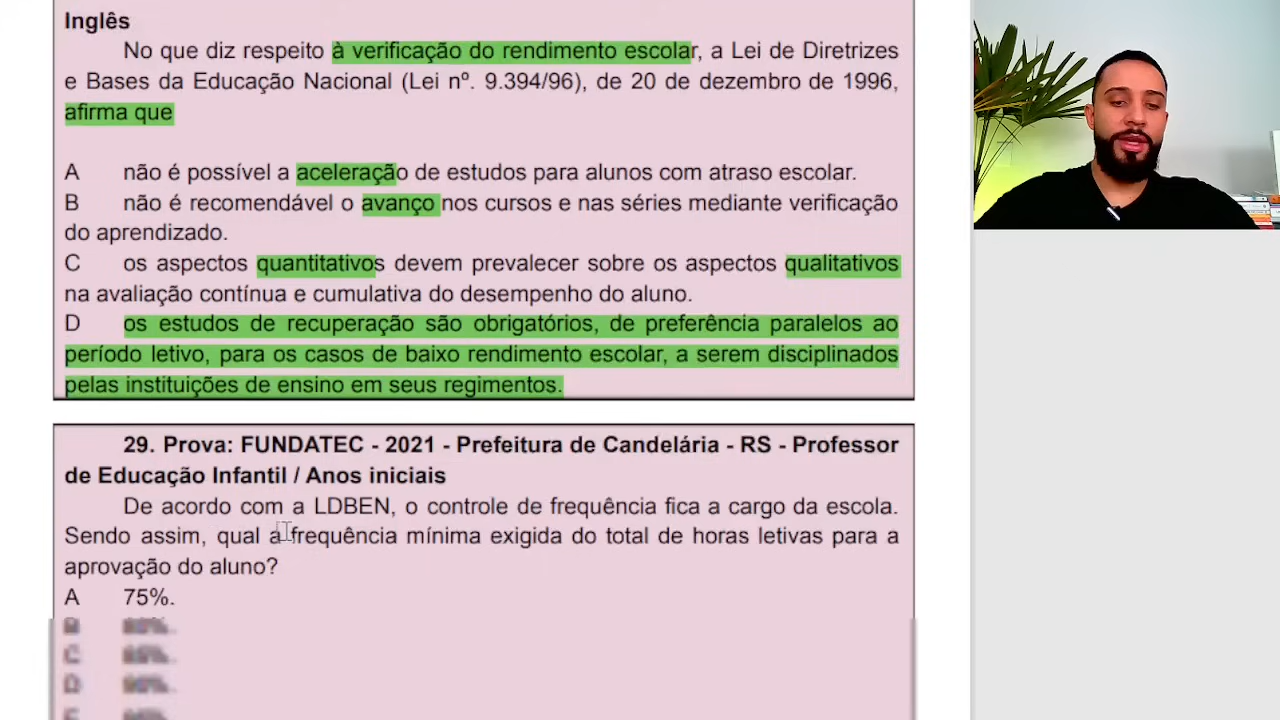 Inglês
No que diz respeito à verificação do rendimento escolar, a Lei de Diretrizes
e Bases da Educação Nacional (Lei nº. 9.394/96), de 20 de dezembro de 1996,
afirma que
A não é possível a aceleração de estudos para alunos com atraso escolar.
B não é recomendável o avanço nos cursos e nas séries mediante verificação
do aprendizado.
C os aspectos quantitativos devem prevalecer sobre os aspectos qualitativos
na avaliação contínua e cumulativa do desempenho do aluno.
D os estudos de recuperação são obrigatórios, de preferência paralelos ao
período letivo, para os casos de baixo rendimento escolar, a serem disciplinados
pelas instituições de ensino em seus regimentos.
29. Prova: FUNDATEC - 2021 - Prefeitura de Candelária - RS - Professor
de Educação Infantil / Anos iniciais
De acordo com a LDBEN, o controle de frequência fica a cargo da escola.
Sendo assim, qual a frequência mínima exigida do total de horas letivas para a
aprovação do aluno?
A 75%.